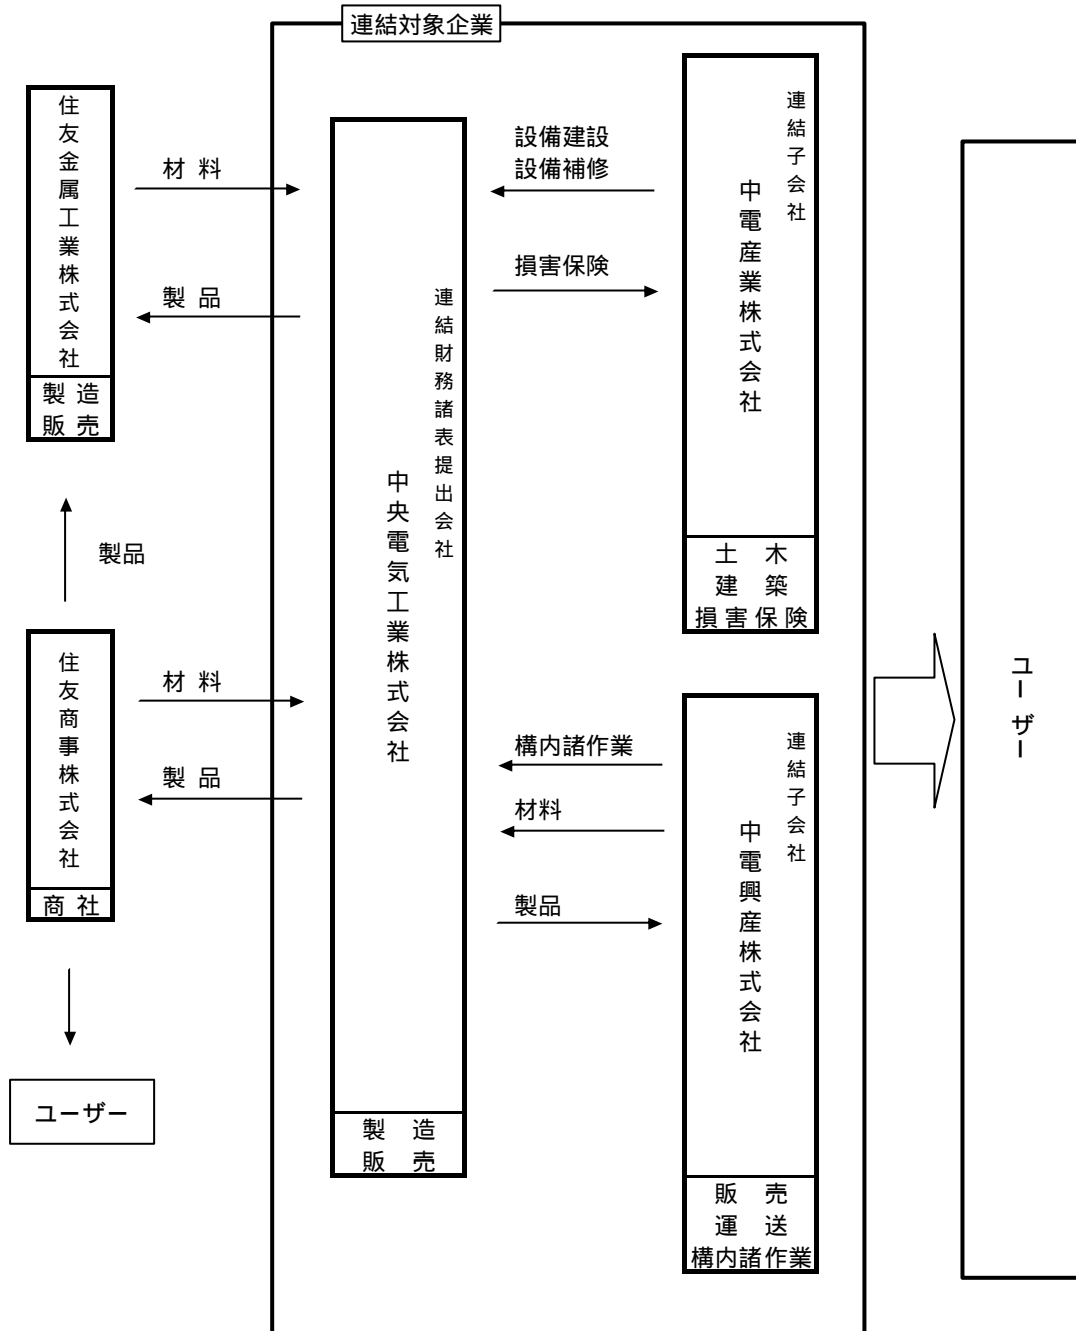 連結対象企業
住友金属工業株式会社
製 造
販 売
材 料
製 品
製品
住友商事株式会社
商 社
材 料
製 品
ユーザー
連結財務諸表提出会社
中央電気工業株式会社
製 造
販 売
設備建設
設備補修
損害保険
連結子会社
中電産業株式会社
土 木
建 築
損害保険
構内諸作業
材料
製品
連結子会社
中電興産株式会社
販 売
運 送
構内諸作業
ユーザー